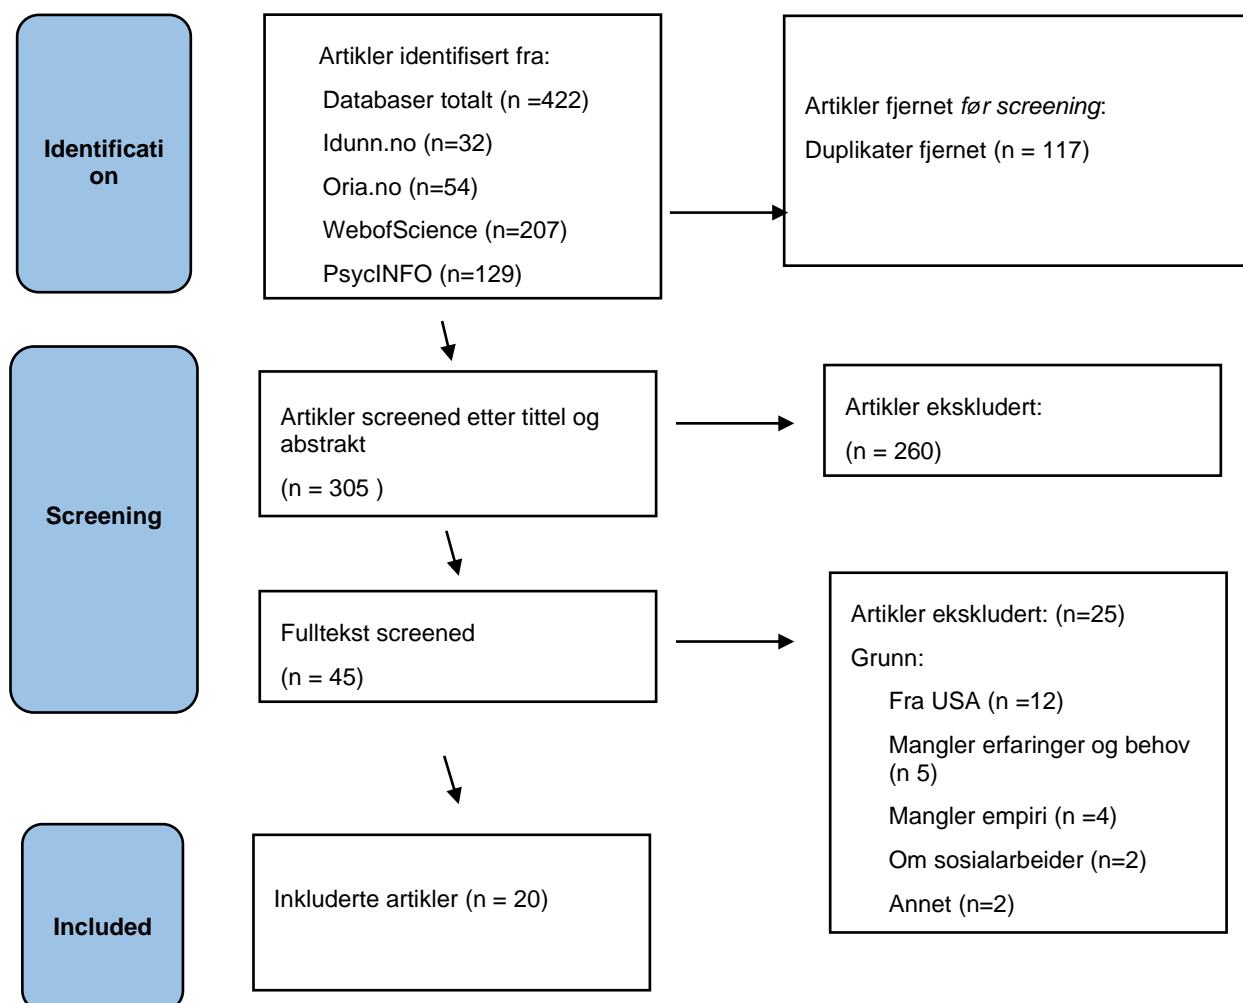 Identificati
on
Artikler identifisert fra:
Databaser totalt (n =422)
Idunn.no (n=32)
Oria.no (n=54)
WebofScience (n=207)
PsycINFO (n=129)
Artikler fjernet før screening:
Duplikater fjernet (n = 117)
Screening
Artikler screened etter tittel og
abstrakt
(n = 305 )
Artikler ekskludert:
(n = 260)
Fulltekst screened
(n = 45)
Artikler ekskludert: (n=25)
Grunn:
Fra USA (n =12)
Mangler erfaringer og behov
(n 5)
Mangler empiri (n =4)
Om sosialarbeider (n=2)
Annet (n=2)
Included
Inkluderte artikler (n = 20)